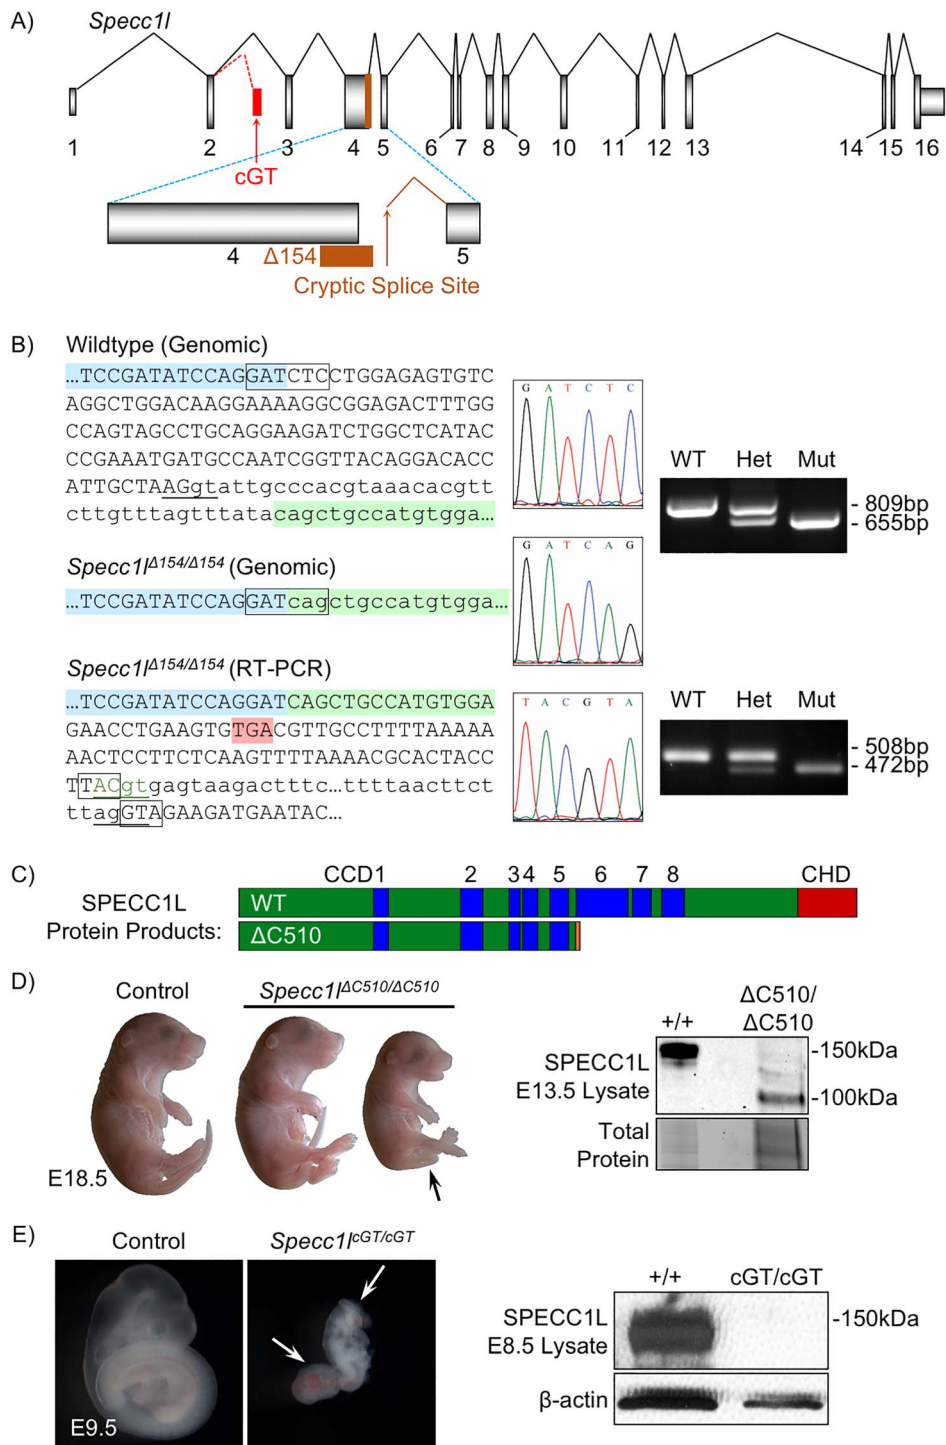 A)
Specc1l
1 2 3 4 5 6 7 8 9 10 11 12 13 14 15 16
cGT
4 Δ154 5
Cryptic Splice Site
B)
Wildtype (Genomic)
...TCCGATATCCAGGATCTCCTGGAGAGTGTC
AGGCTGGACAAGGAAAAGGCGGAGACTTTGG
CCAGTAGCCTGCAGGAAGATCTGGCTCATAC
CCGAAATGATGCCAATCGGTTACAGGACACC
ATTGCTAAGgtattgcccacgtaaacacgtt
cttgtttagtttatacagctgccatgtgga...
G A T C T C
WT Het Mut
- 809bp
- 655bp
Specc1lΔ154/Δ154 (Genomic)
...TCCGATATCCAGGATcagctgccatgtgga...
G A T C A G
Specc1lΔ154/Δ154 (RT-PCR)
...TCCGATATCCAGGATCAGCTGCCATGTGGA
GAACCTGAAGTGTGACGTTGCCTTTTAAAAA
AACTCCTTCTCAAGTTTTAAAACGCACTACC
TTACgtgagtaagactttc...ttttaacttct
ttagGTAGAAGATGAATAC...
T A C G T A
WT Het Mut
- 508bp
- 472bp
C)
CCD1 2 3 4 5 6 7 8 CHD
SPECC1L
Protein Products:
WT
ΔC510
D)
Control
Specc1lΔC510/ΔC510
E18.5
+/+
ΔC510/
ΔC510
SPECC1L
E13.5 Lysate
-150kDa
-100kDa
Total
Protein
E)
Control
Specc1lcGT/cGT
E9.5
+/+ cGT/cGT
SPECC1L
E8.5 Lysate
-150kDa
β-actin